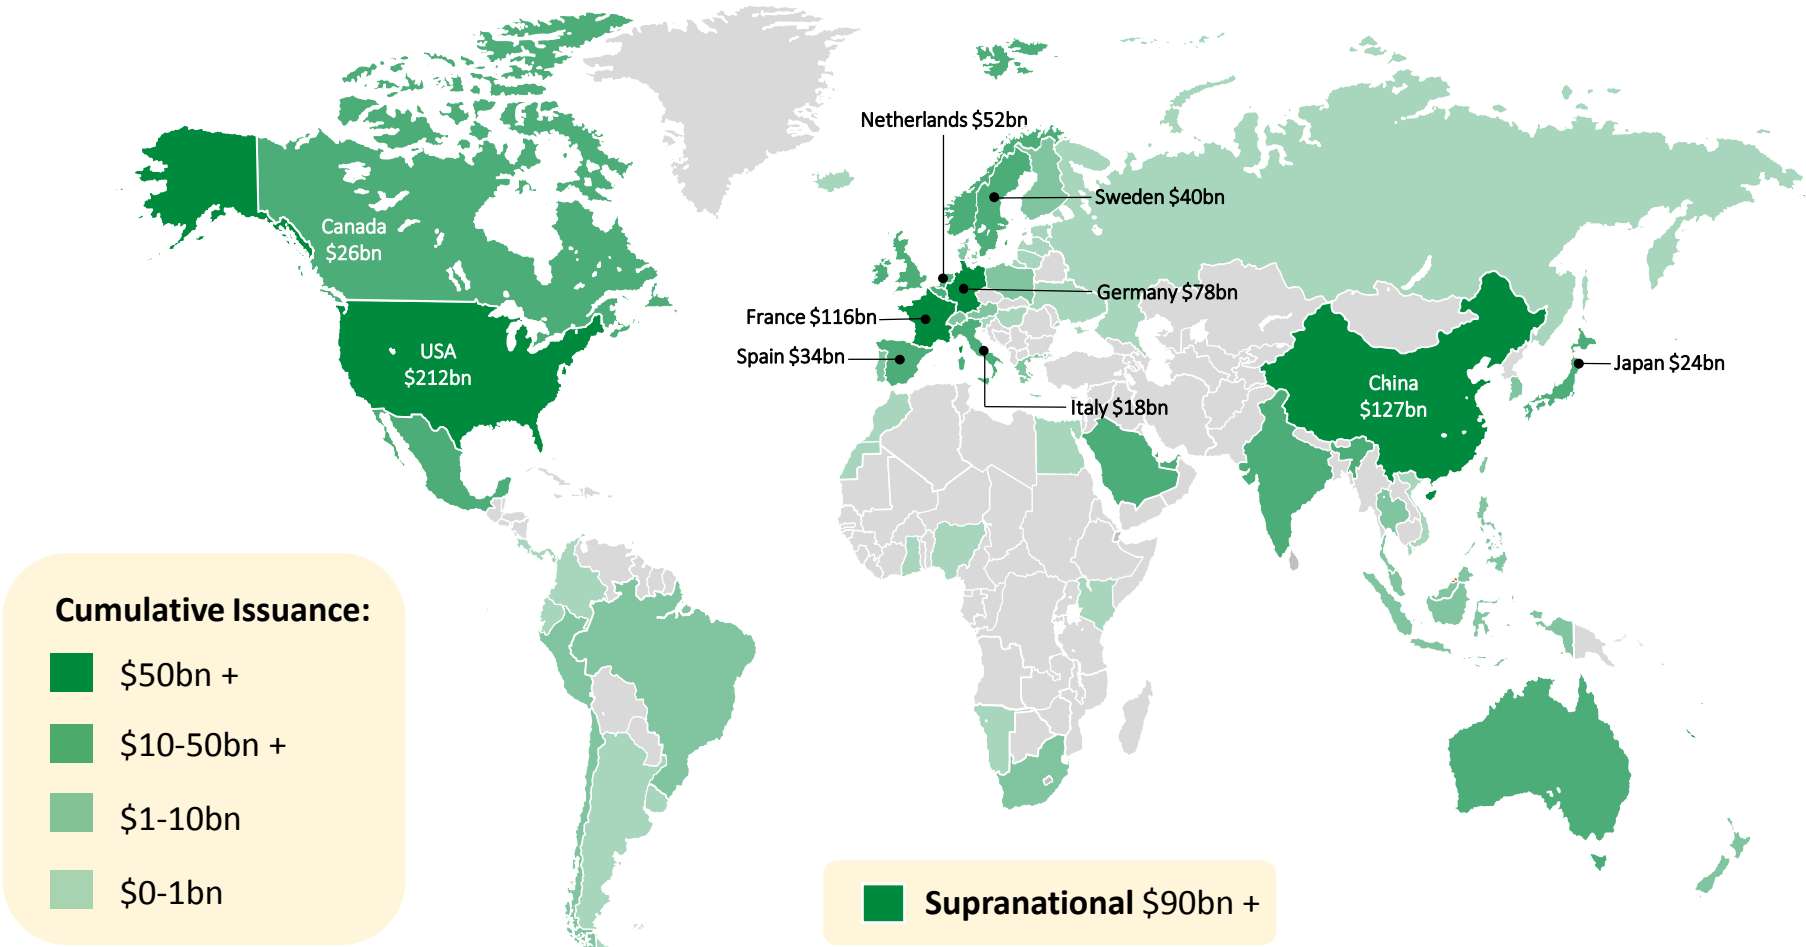 Netherlands $52bn
Sweden $40bn
Canada
$26bn
Germany $78bn
France $116bn
USA
$212bn
Spain $34bn
Japan $24bn
China
$127bn
Italy $18bn
Cumulative Issuance:
$50bn +
$10-50bn +
$1-10bn
$0-1bn
Supranational $90bn +